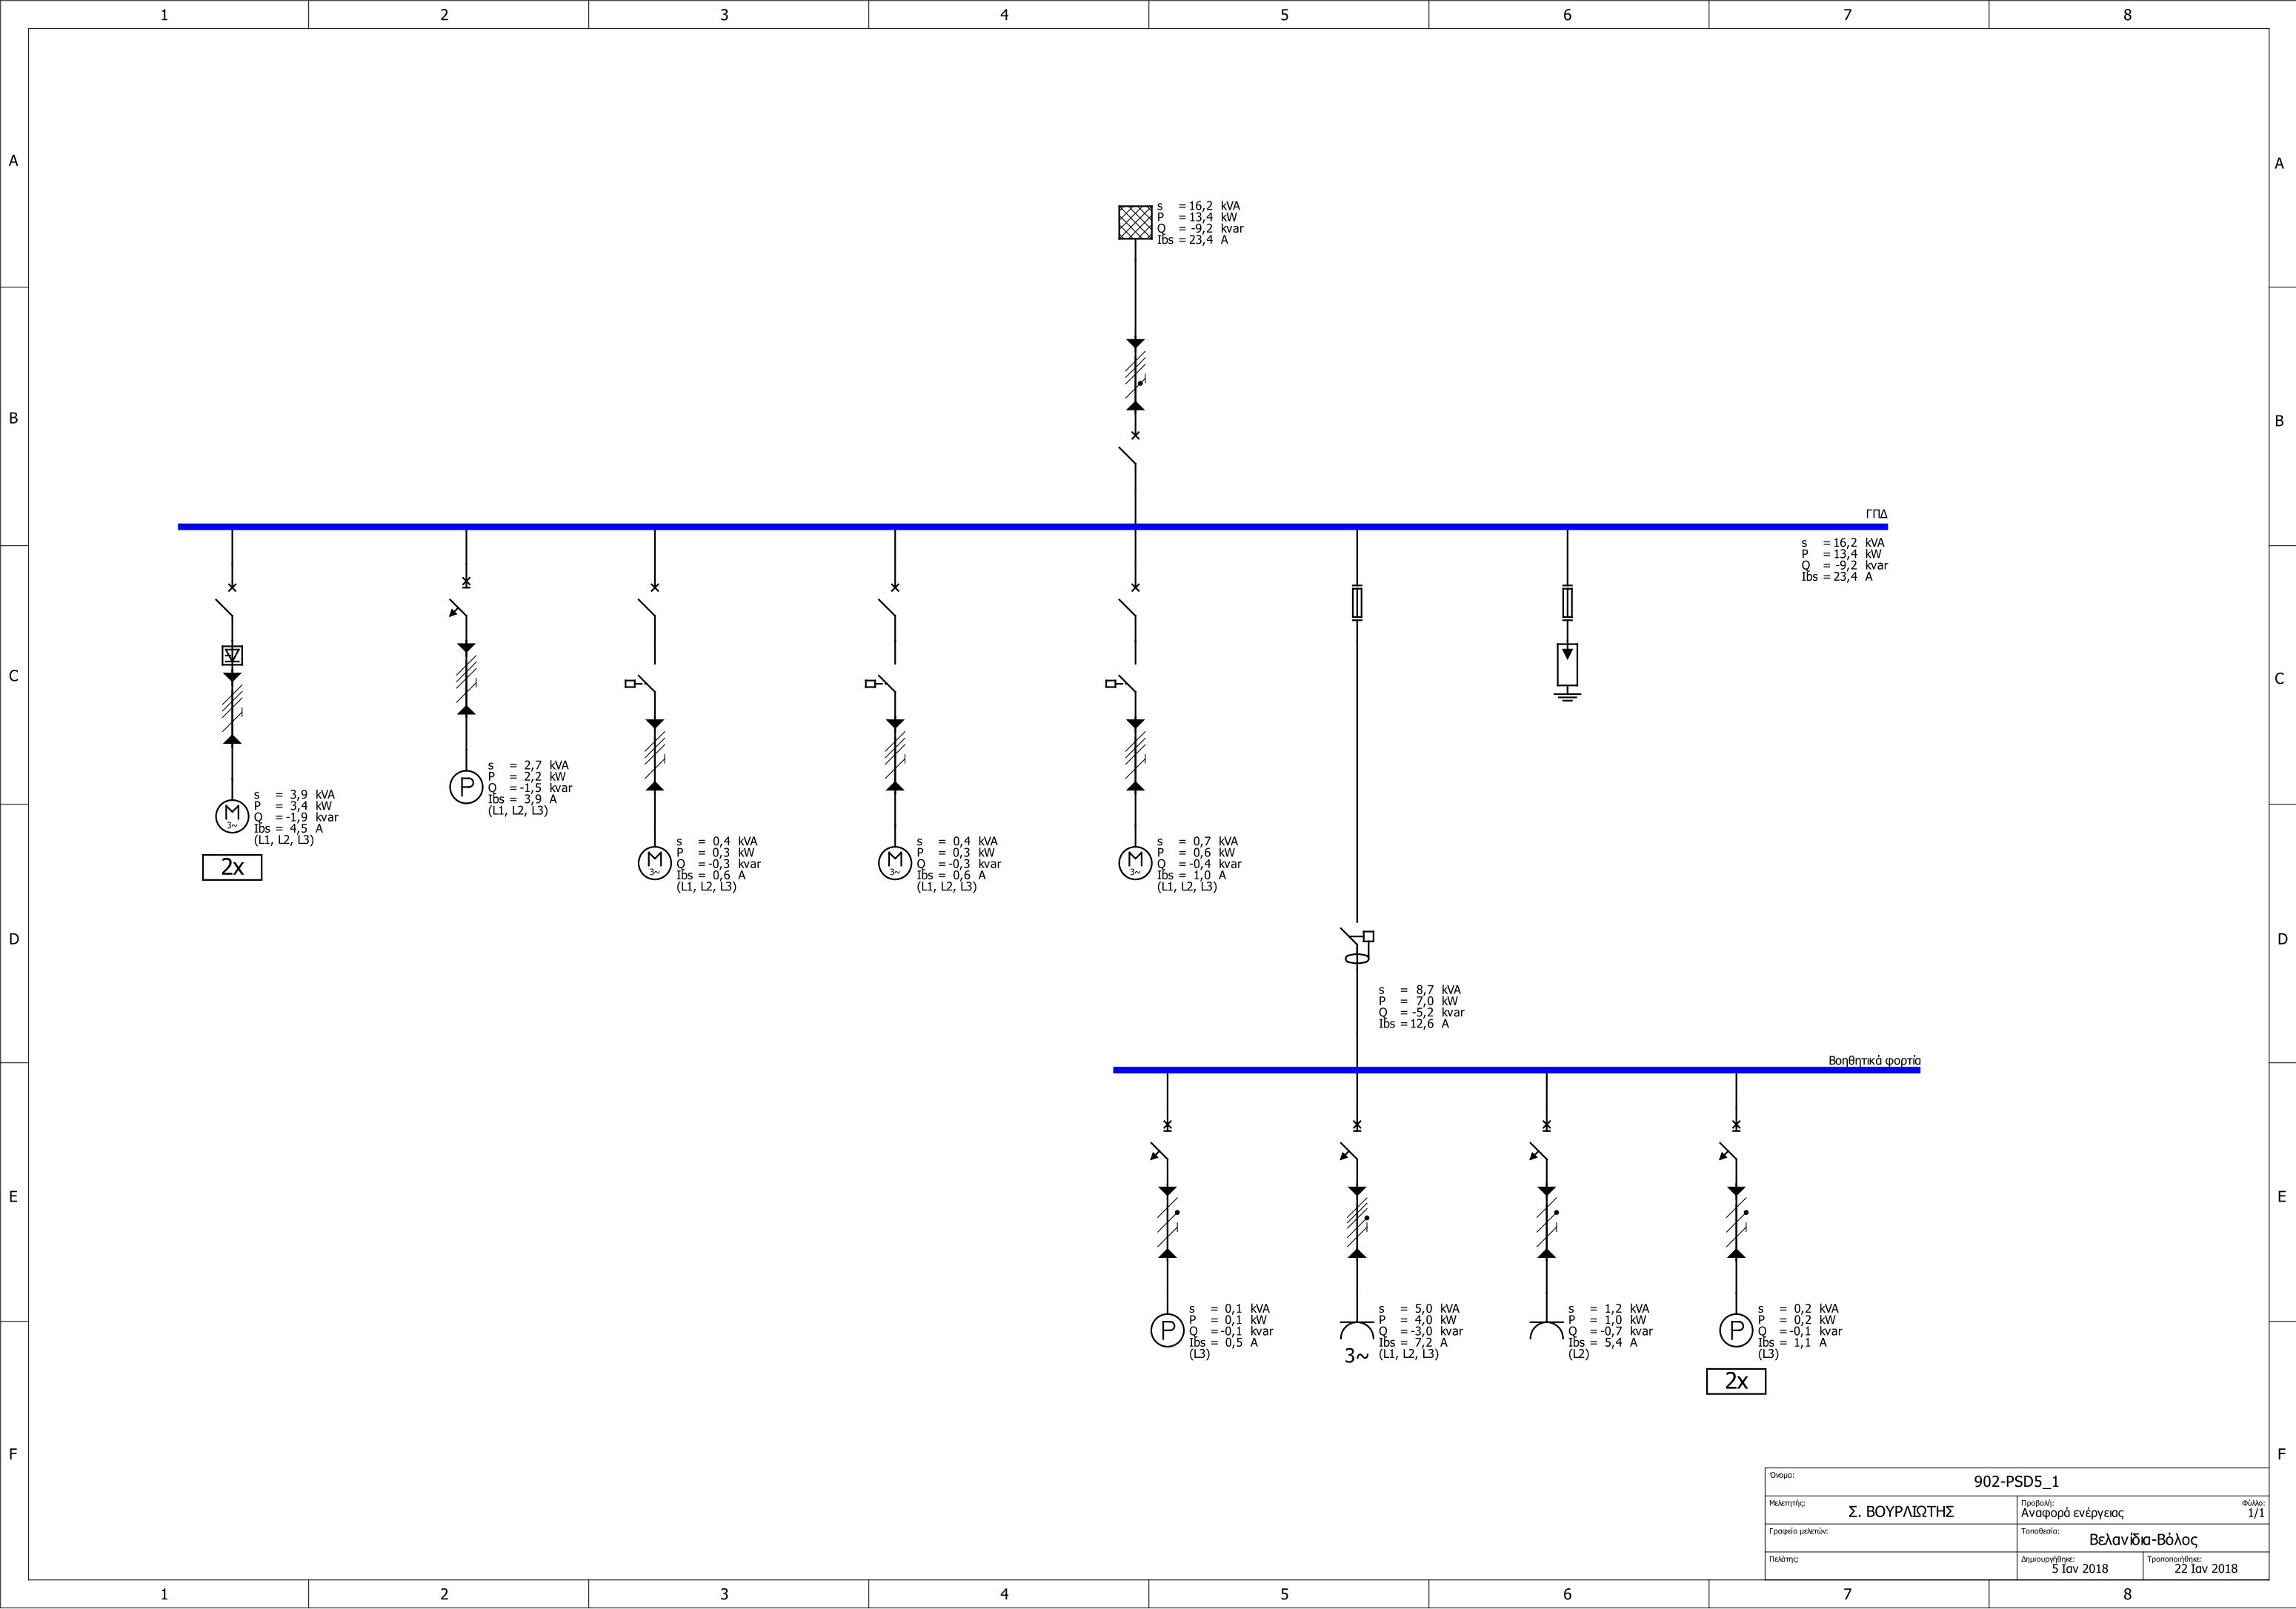 1 2 3 4 5 6 7 8
A A
s = 16,2 kVA
P = 13,4 kW
Q = -9,2 kvar
Ibs = 23,4 A
B B
ΓΠΔ
s = 16,2 kVA
P = 13,4 kW
Q = -9,2 kvar
Ibs = 23,4 A
C C
s = 3,9 kVA
P = 3,4 kW
Q = -1,9 kvar
Ibs = 4,5 A
(L1, L2, L3)
M
3~
2x
s = 2,7 kVA
P = 2,2 kW
Q = -1,5 kvar
Ibs = 3,9 A
(L1, L2, L3)
P
s = 0,4 kVA
P = 0,3 kW
Q = -0,3 kvar
Ibs = 0,6 A
(L1, L2, L3)
M
3~
s = 0,4 kVA
P = 0,3 kW
Q = -0,3 kvar
Ibs = 0,6 A
(L1, L2, L3)
M
3~
s = 0,7 kVA
P = 0,6 kW
Q = -0,4 kvar
Ibs = 1,0 A
(L1, L2, L3)
M
3~
D D
s = 8,7 kVA
P = 7,0 kW
Q = -5,2 kvar
Ibs = 12,6 A
Βοηθητικά φορτία
E E
s = 0,1 kVA
P = 0,1 kW
Q = -0,1 kvar
Ibs = 0,5 A
(L3)
P
s = 5,0 kVA
P = 4,0 kW
Q = -3,0 kvar
Ibs = 7,2 A
(L1, L2, L3)
3~
s = 1,2 kVA
P = 1,0 kW
Q = -0,7 kvar
Ibs = 5,4 A
(L2)
s = 0,2 kVA
P = 0,2 kW
Q = -0,1 kvar
Ibs = 1,1 A
(L3)
P
2x
F F
Όνομα:
902-PSD5_1
Μελετητής:
Σ. ΒΟΥΡΛΙΩΤΗΣ
Προβολή:
Αναφορά ενέργειας
Φύλλο:
1/1
Γραφείο μελετών:
Τοποθεσία:
Βελανίδια-Βόλος
Πελάτης:
Δημιουργήθηκε:
5 Ιαν 2018
Τροποποιήθηκε:
22 Ιαν 2018
1 2 3 4 5 6 7 8